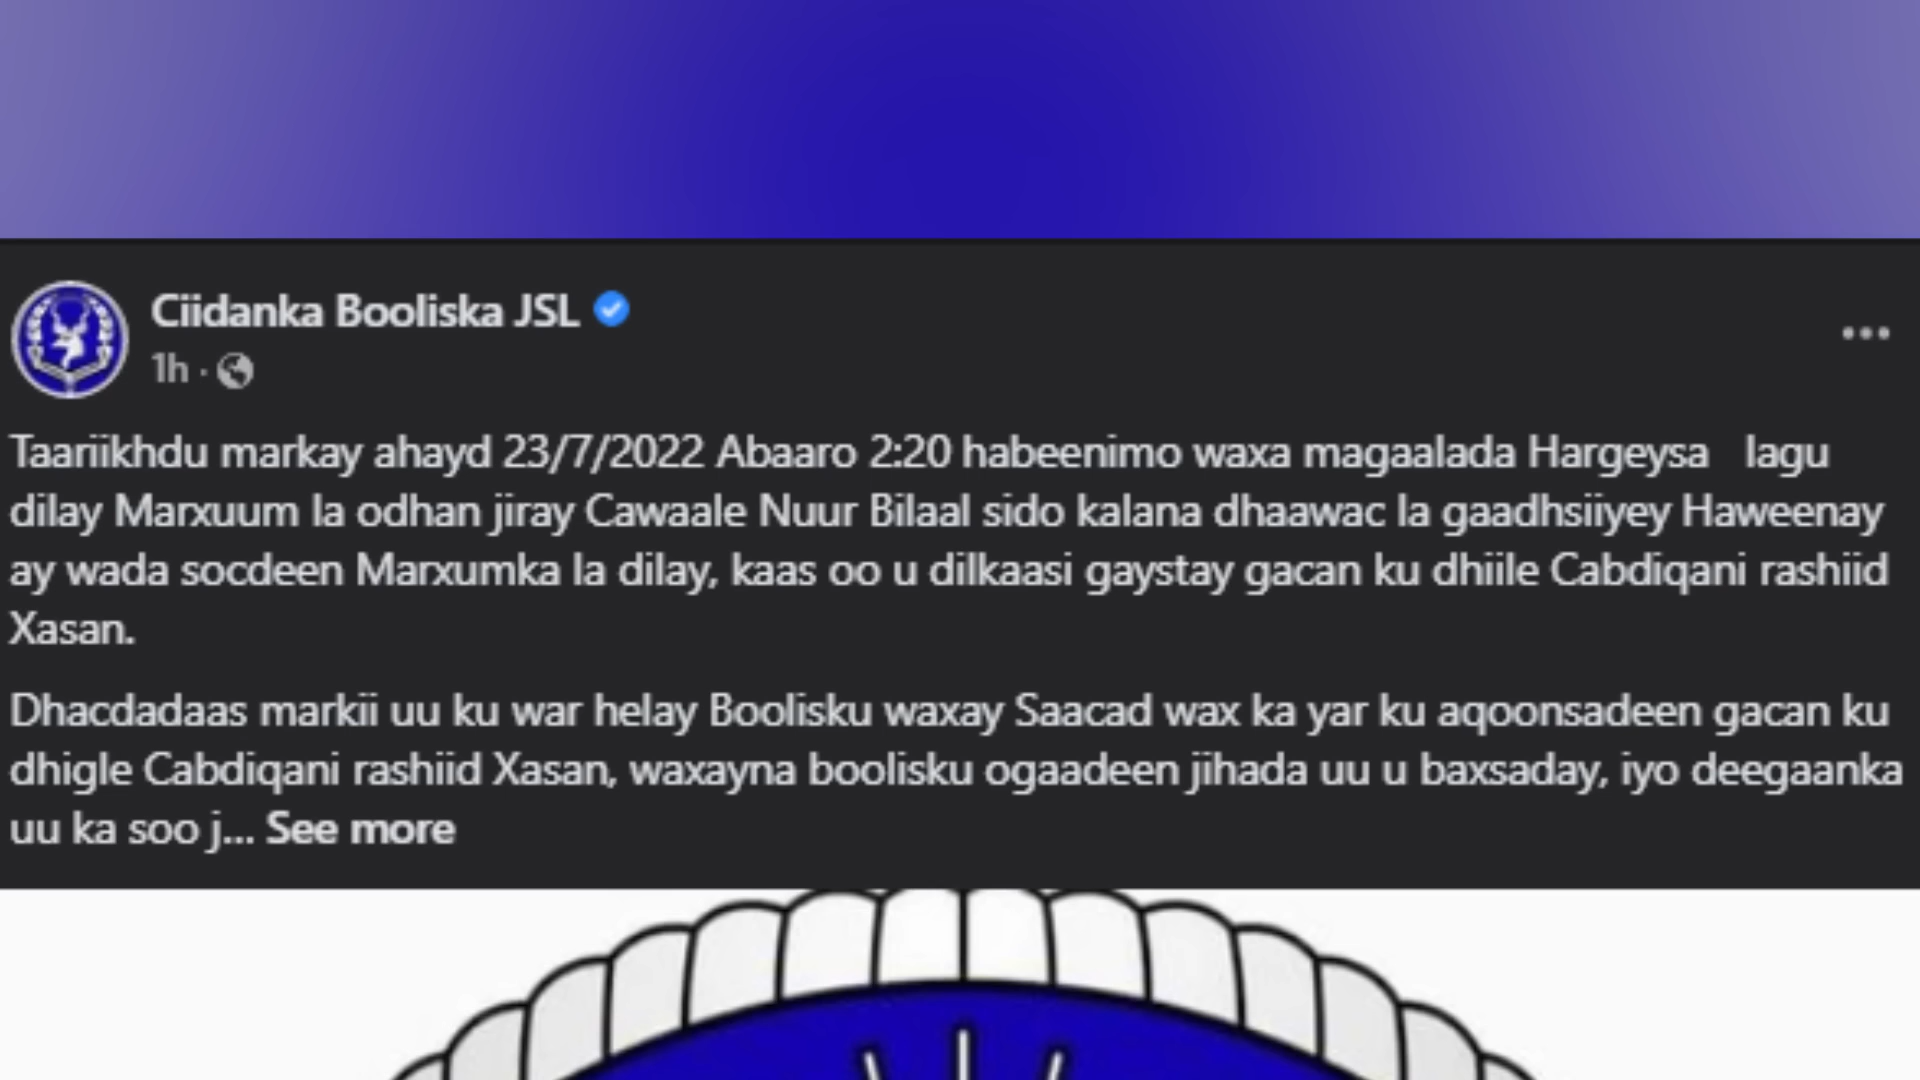 Ciidanka Booliska JSL
1h ·
Taariikhdu markay ahayd 23/7/2022 Abaaro 2:20 habeenimo waxa magaalada Hargeysa lagu
dilay Marxuum la odhan jiray Cawaale Nuur Bilaal sido kalana dhaawac la gaadhsiiyey Haweenay
ay wada socdeen Marxumka la dilay, kaas oo u dilkaasi gaystay gacan ku dhiile Cabdiqani rashiid
Xasan.
Dhacdadaas markii uu ku war helay Boolisku waxay Saacad wax ka yar ku aqoonsadeen gacan ku
dhigle Cabdiqani rashiid Xasan, waxayna boolisku ogaadeen jihada uu u baxsaday, iyo deegaanka
uu ka soo j... See more